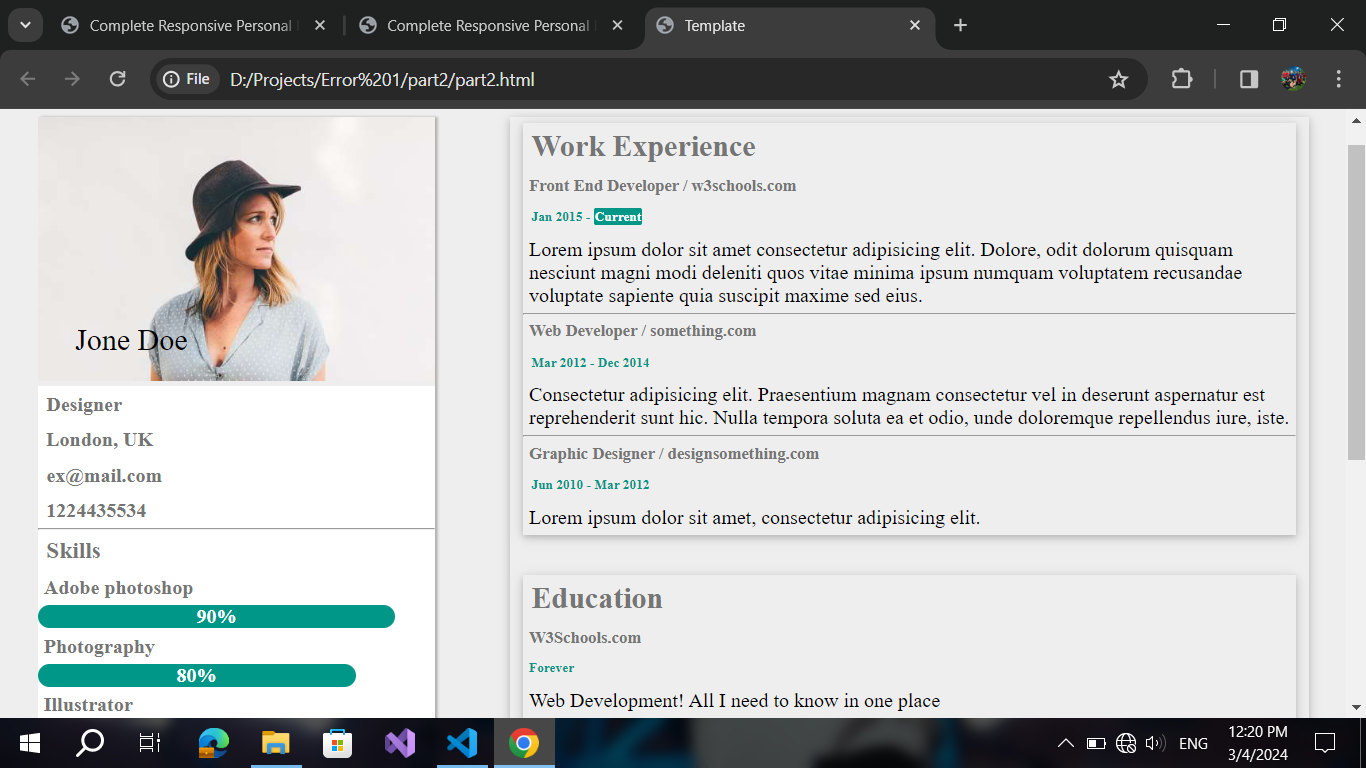 Complete Responsive Personal
Complete Responsive Personal
Template
File
D:/Projects/Error%201/part2/part2.html
Jone Doe
Designer
London, UK
ex@mail.com
1224435534
Skills
Adobe photoshop
90%
Photography
80%
Illustrator
Work Experience
Front End Developer / w3schools.com
Jan 2015 - Current
Lorem ipsum dolor sit amet consectetur adipisicing elit. Dolore, odit dolorum quisquam
nesciunt magni modi deleniti quos vitae minima ipsum numquam voluptatem recusandae
voluptate sapiente quia suscipit maxime sed eius.
Web Developer / something.com
Mar 2012 - Dec 2014
Consectetur adipisicing elit. Praesentium magnam consectetur vel in deserunt aspernatur est
reprehenderit sunt hic. Nulla tempora soluta ea et odio, unde doloremque repellendus iure, iste.
Graphic Designer / designsomething.com
Jun 2010 - Mar 2012
Lorem ipsum dolor sit amet, consectetur adipisicing elit.
Education
W3Schools.com
Forever
Web Development! All I need to know in one place
ENG
12:20 PM
3/4/2024